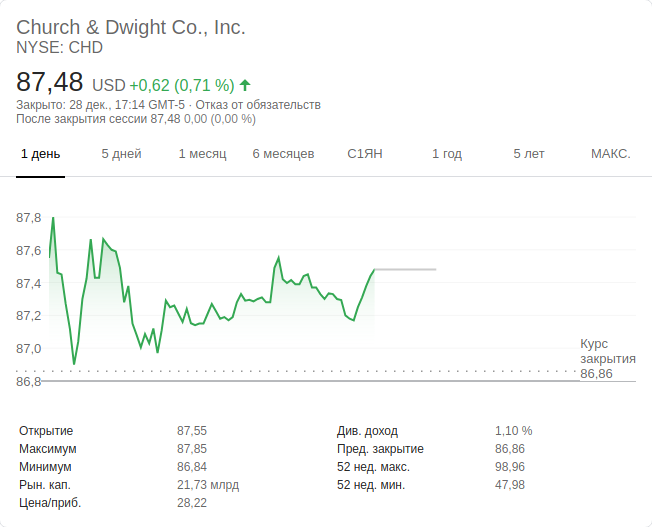 Church & Dwight Co., Inc.
NYSE: CHD
87,48 USD +0,62 (0,71 %)
Закрыто: 28 дек., 17:14 GMT-5 · Отказ от обязательств
После закрытия сессии 87,48 0,00 (0,00 %)
1 день 5 дней 1 месяц 6 месяцев С1ЯН 1 год 5 лет МАКС.
87,8
87,6
87,4
87,2
87,0
86,8
Курс
закрытия
86,86
Открытие 87,55 Див. доход 1,10 %
Максимум 87,85 Пред. закрытие 86,86
Минимум 86,84 52 нед. макс. 98,96
Рын. кап. 21,73 млрд 52 нед. мин. 47,98
Цена/приб. 28,22